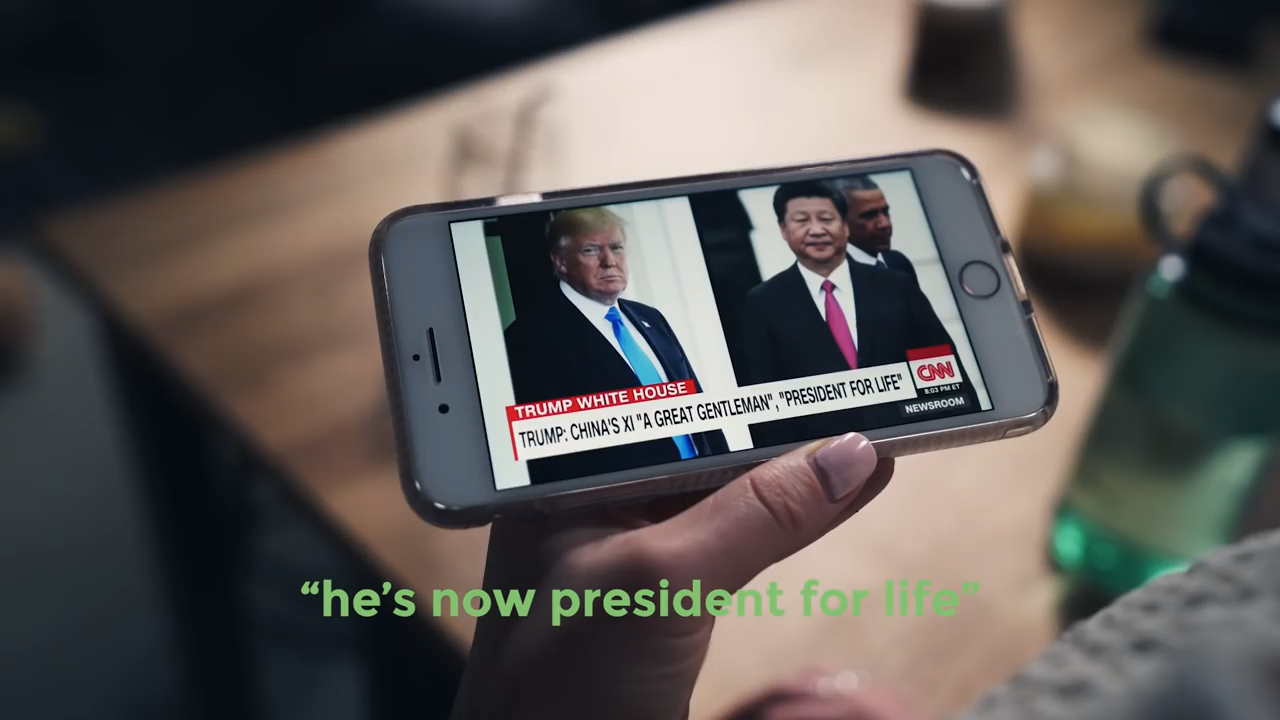 TRUMP WHITE HOUSE
TRUMP: CHINA'S XI "A GREAT GENTLEMAN", "PRESIDENT FOR LIFE"
CNN
8:03 PM ET
NEWSROOM
“he’s now president for life”